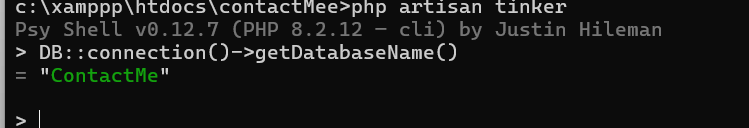 c:\xamppp\htdocs\contactMee>php artisan tinker
Psy Shell v0.12.7 (PHP 8.2.12 — cli) by Justin Hileman
> DB::connection()->getDatabaseName()
= "ContactMe"
>